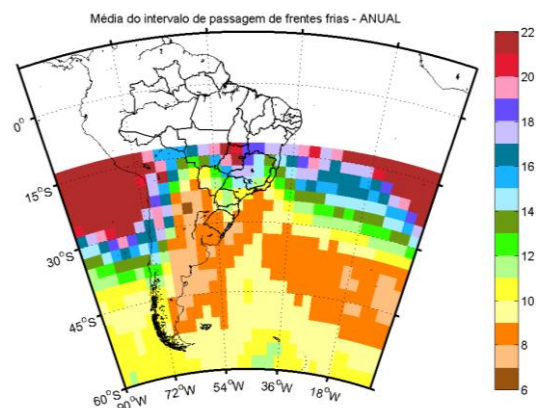 Média do intervalo de passagem de frentes frias - ANUAL
22
20
18
16
14
12
10
8
6
0°
15°S
30°S
45°S
60°S
90°W
72°W
54°W
36°W
18°W